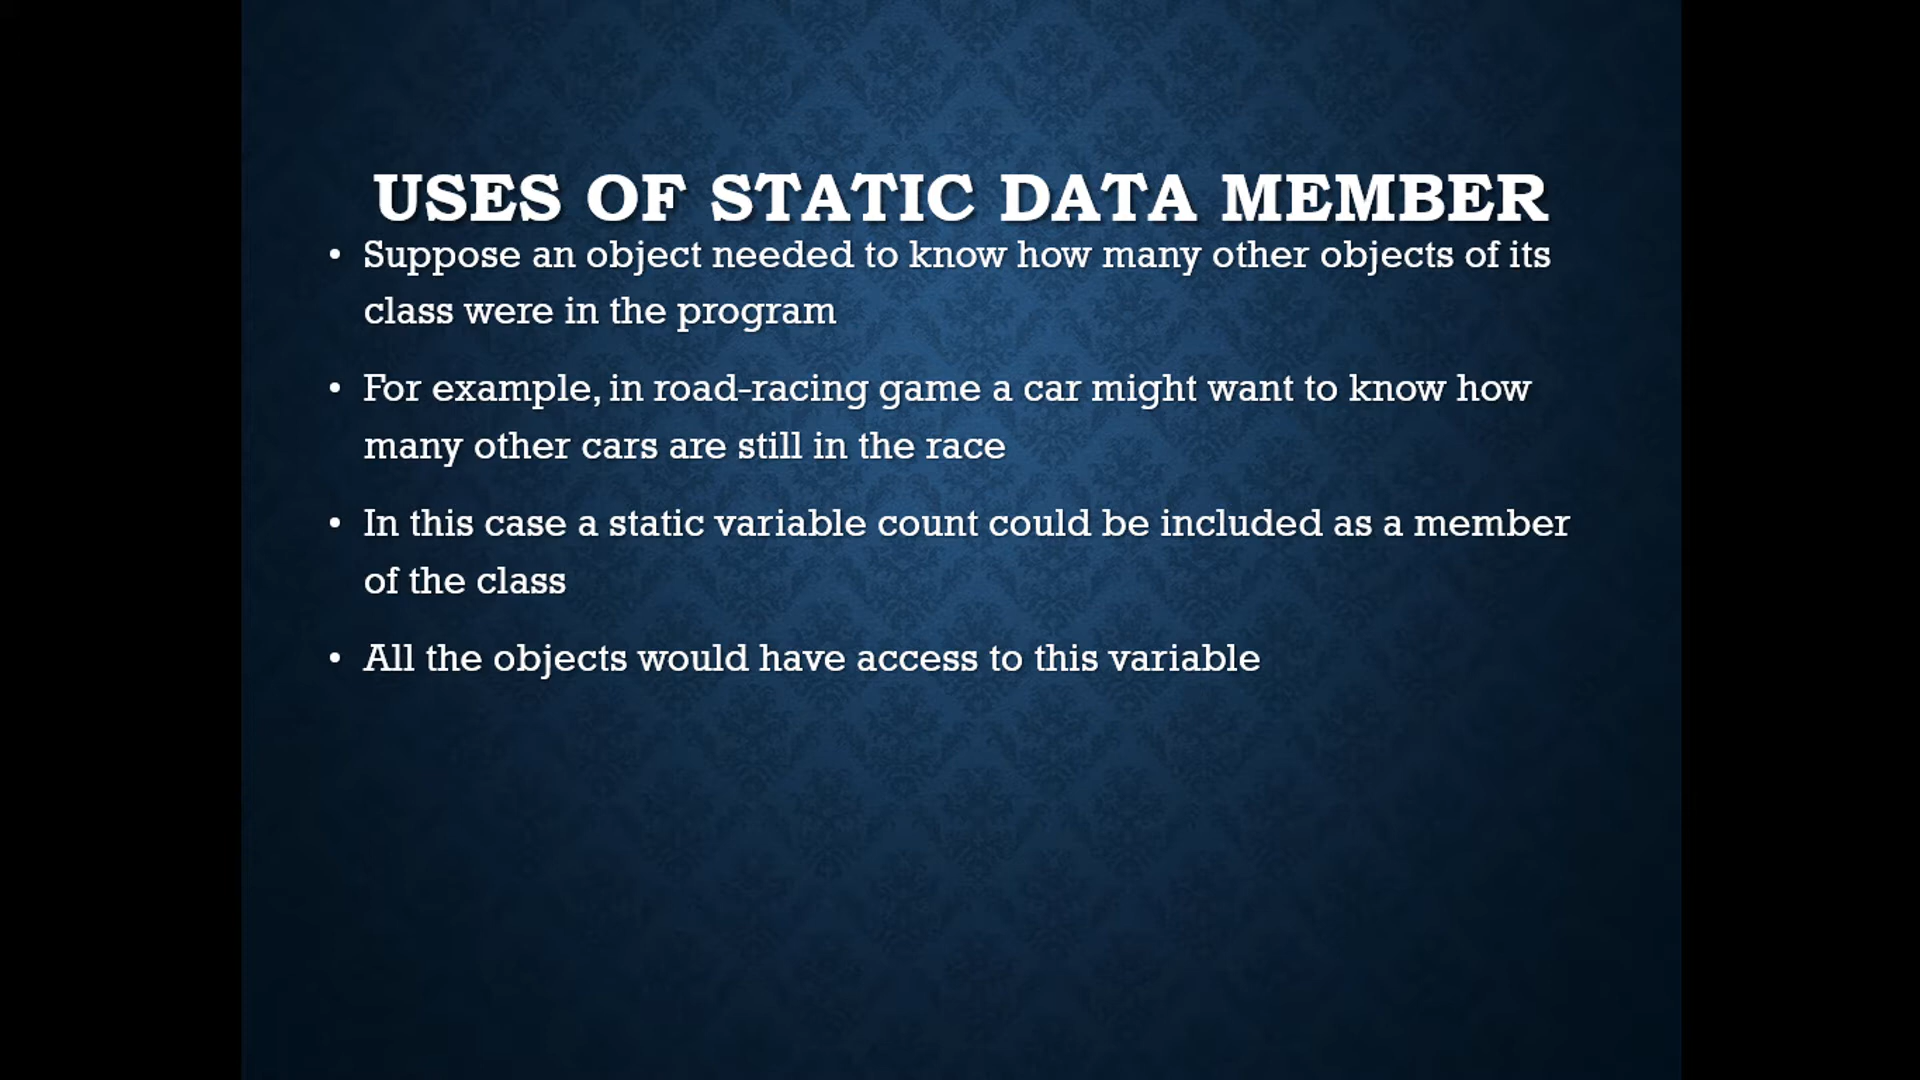 USES OF STATIC DATA MEMBER
• Suppose an object needed to know how many other objects of its
class were in the program
• For example, in road-racing game a car might want to know how
many other cars are still in the race
• In this case a static variable count could be included as a member
of the class
• All the objects would have access to this variable